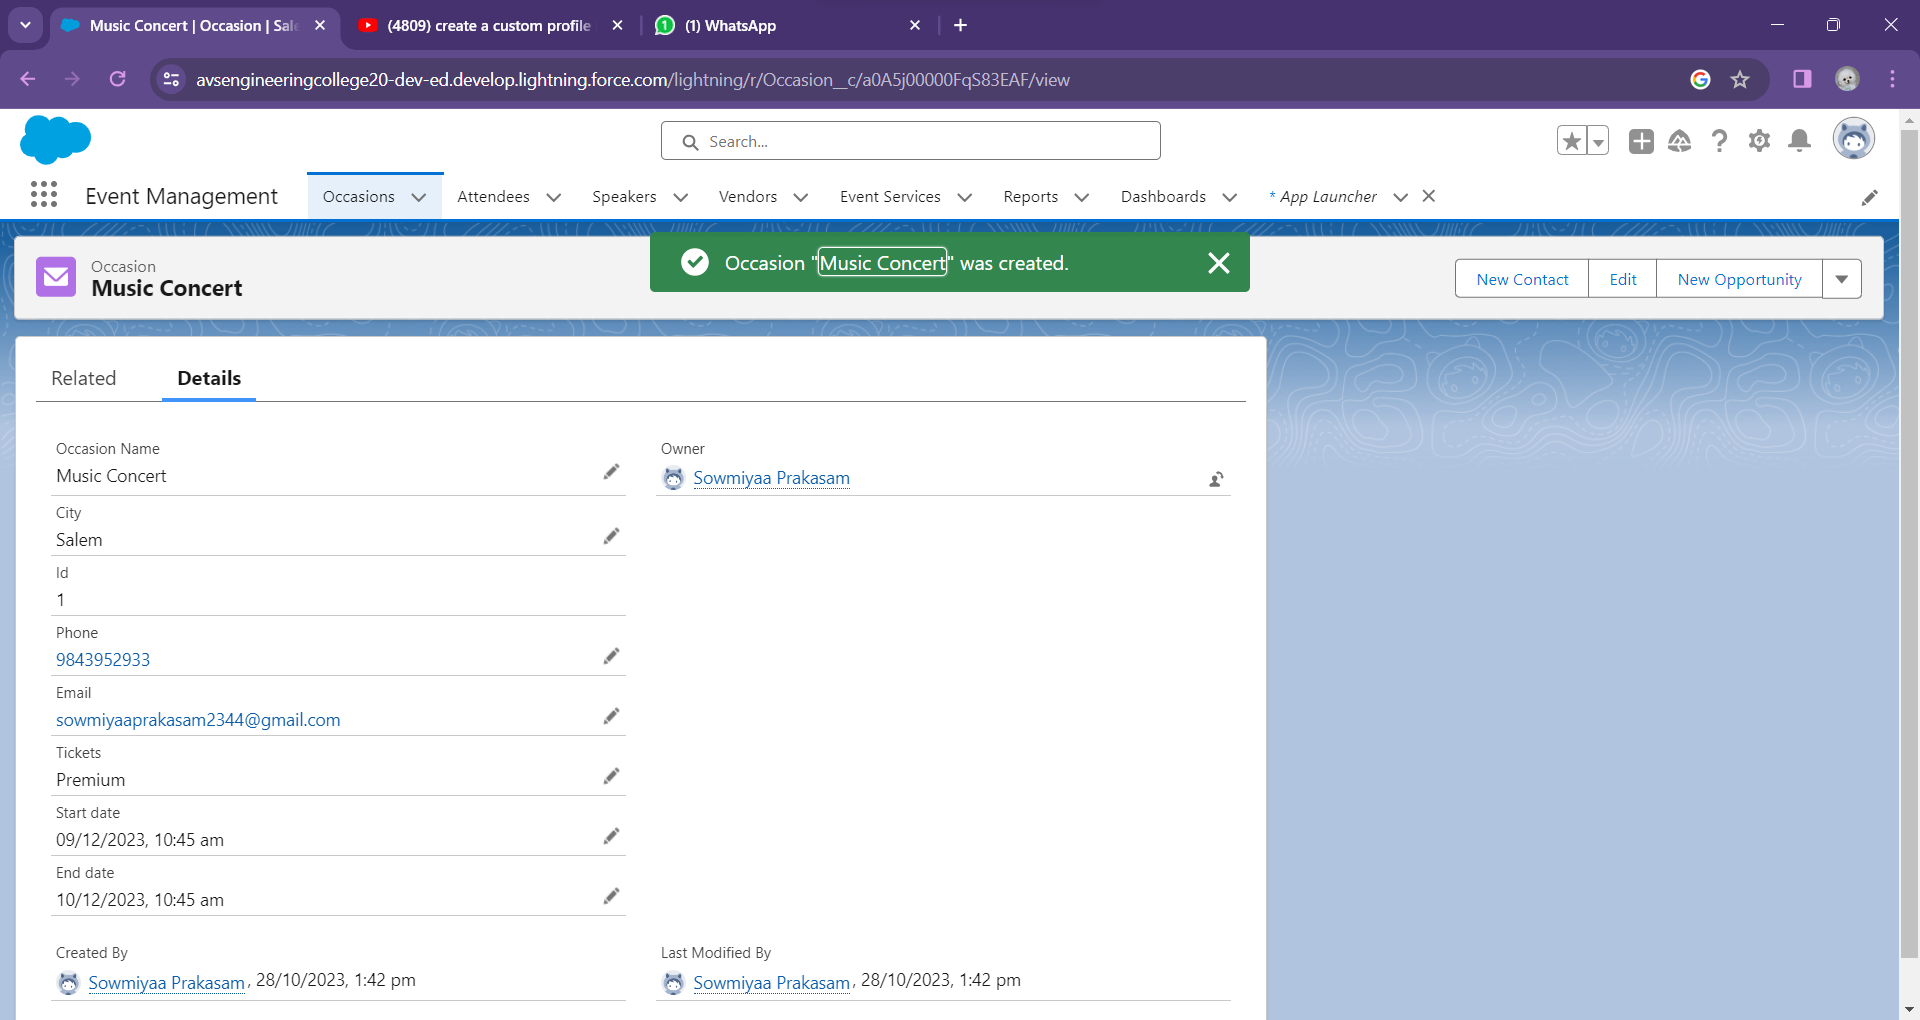 Music Concert | Occasion | Sale
(4809) create a custom profile
(1) WhatsApp
avsengineeringcollege20-dev-ed.develop.lightning.force.com/lightning/r/Occasion__c/a0A5j00000FqS83EAF/view
Search...
Event Management
Occasions
Attendees
Speakers
Vendors
Event Services
Reports
Dashboards
* App Launcher
Occasion
Music Concert
Occasion "Music Concert" was created.
New Contact
Edit
New Opportunity
Related
Details
Occasion Name
Music Concert
Owner
Sowmiyaa Prakasam
City
Salem
Id
1
Phone
9843952933
Email
sowmiyaaprakasam2344@gmail.com
Tickets
Premium
Start date
09/12/2023, 10:45 am
End date
10/12/2023, 10:45 am
Created By
Sowmiyaa Prakasam, 28/10/2023, 1:42 pm
Last Modified By
Sowmiyaa Prakasam, 28/10/2023, 1:42 pm